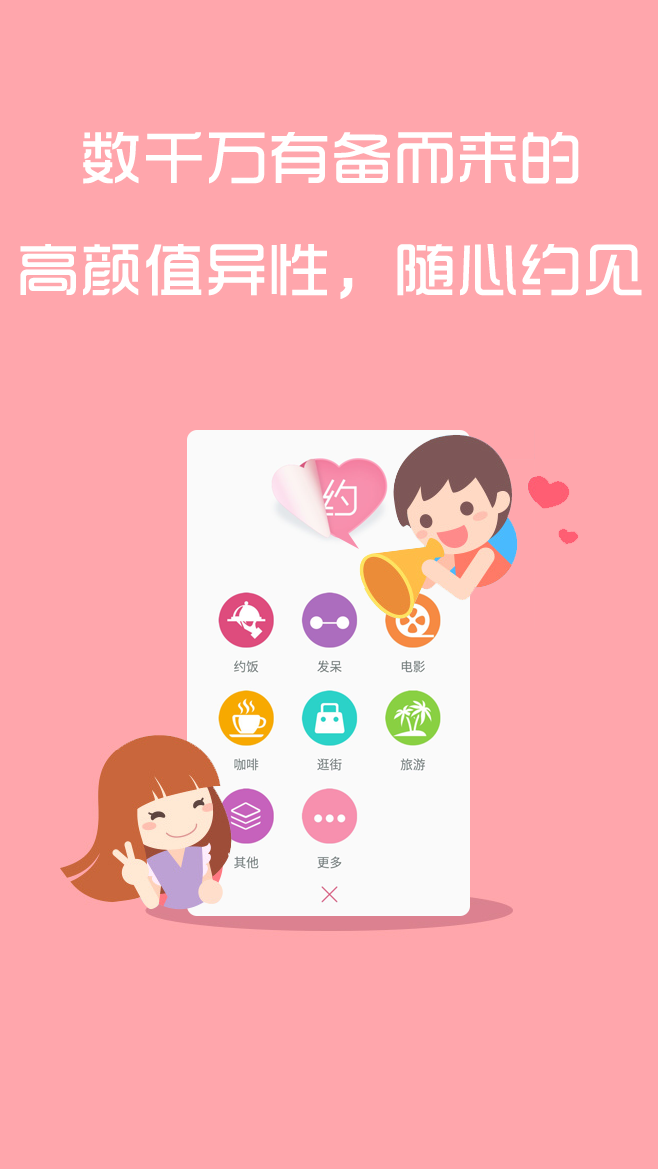 数千万有备而来的
高颜值异性，随心约见
约
约饭 发呆 电影
咖啡 逛街 旅游
其他 更多